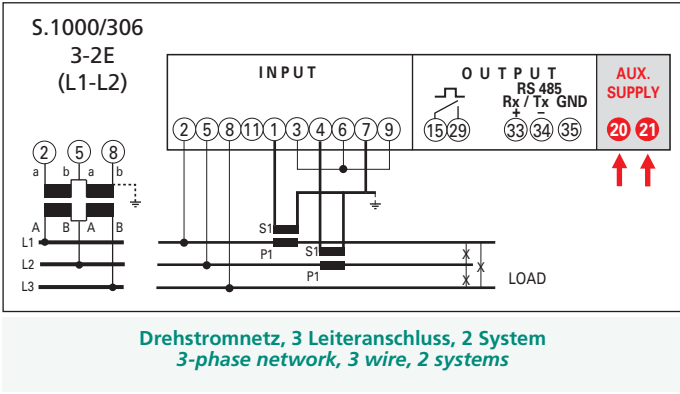 S.1000/306
3-2E
(L1-L2)
INPUT
OUTPUT
RS 485
Rx / Tx GND
+ −
AUX.
SUPPLY
2 5 8 11 1 3 4 6 7 9
15 29 33 34 35
20 21
2 5 8
a b a b
A B A B
L1
L2
L3
S1
P1
S1
P1
X
X
X
LOAD
Drehstromnetz, 3 Leiteranschluss, 2 System
3-phase network, 3 wire, 2 systems